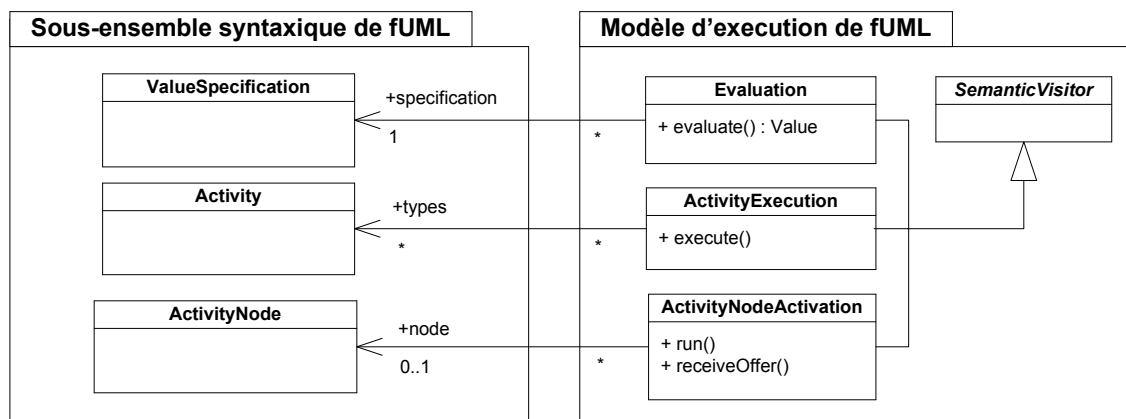 Sous-ensemble syntaxique de fUML
Modèle d'execution de fUML
ValueSpecification
+specification
1
*
Evaluation
+ evaluate() : Value
SemanticVisitor
Activity
+types
*
*
ActivityExecution
+ execute()
ActivityNode
+node
0..1
*
ActivityNodeActivation
+ run()
+ receiveOffer()